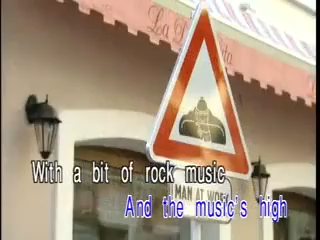 MAN AT WORK
With a bit of rock music
And the music's high